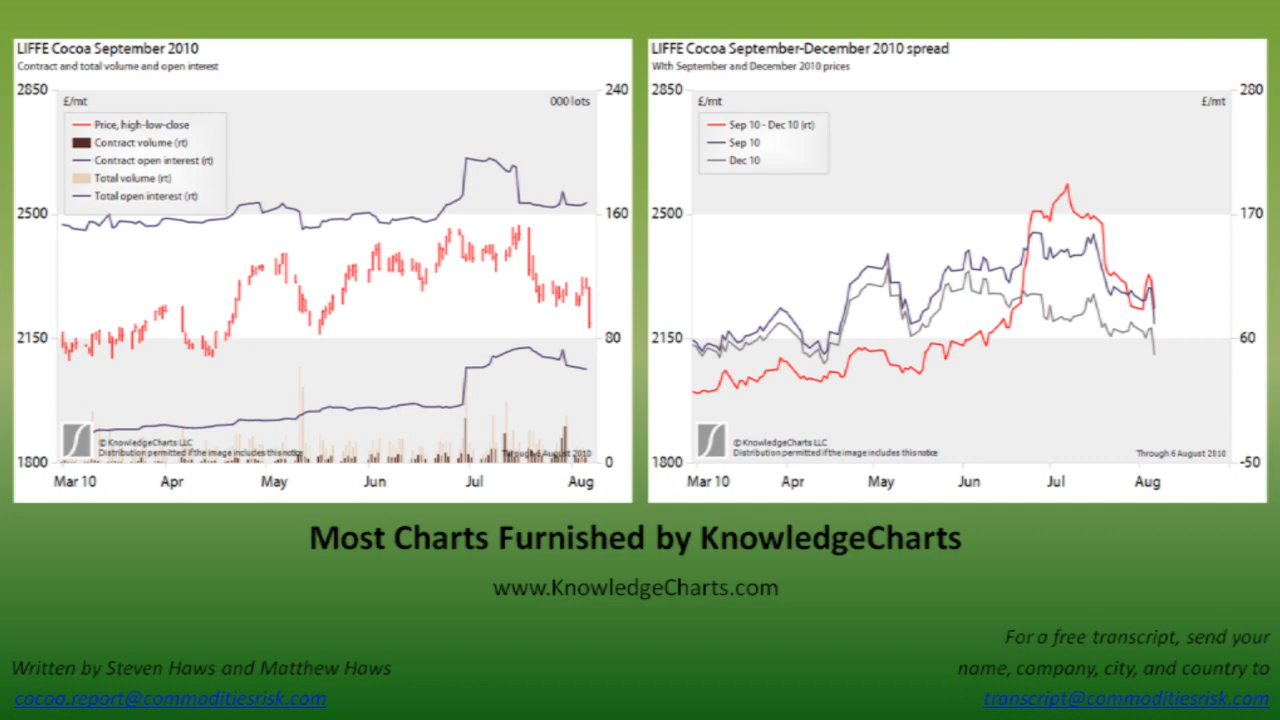 LIFFE Cocoa September 2010
Contract and total volume and open interest
2850
£/mt
000 lots
240
Price, high-low-close
Contract volume (rt)
Contract open interest (rt)
Total volume (rt)
Total open interest (rt)
2500
160
2150
80
© KnowledgeCharts LLC
Distribution permitted if the image includes this notice
Through 6 August 2010
1800
0
Mar 10
Apr
May
Jun
Jul
Aug
LIFFE Cocoa September-December 2010 spread
With September and December 2010 prices
2850
£/mt
£/mt
280
Sep 10 - Dec 10 (rt)
Sep 10
Dec 10
2500
170
2150
60
© KnowledgeCharts LLC
Distribution permitted if the image includes this notice
Through 6 August 2010
1800
-50
Mar 10
Apr
May
Jun
Jul
Aug
Most Charts Furnished by KnowledgeCharts
www.KnowledgeCharts.com
Written by Steven Haws and Matthew Haws
cocoa.report@commoditiesrisk.com
For a free transcript, send your
name, company, city, and country to
transcript@commoditiesrisk.com